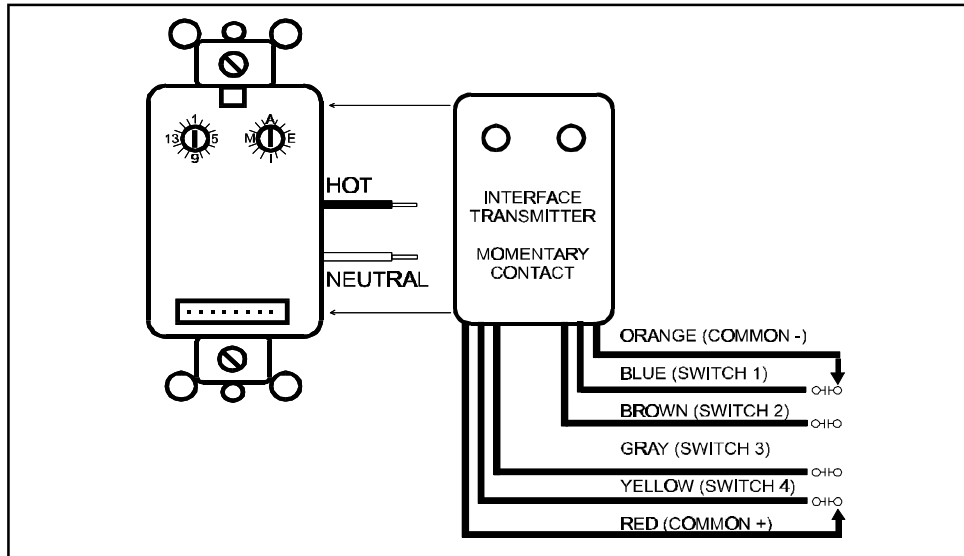 1
13 5
9
A
M E
I
HOT
NEUTRAL
INTERFACE
TRANSMITTER
MOMENTARY
CONTACT
ORANGE (COMMON -)
BLUE (SWITCH 1)
BROWN (SWITCH 2)
GRAY (SWITCH 3)
YELLOW (SWITCH 4)
RED (COMMON +)